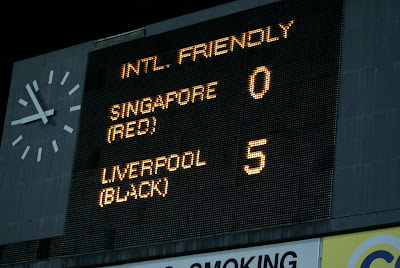 INTL. FRIENDLY
SINGAPORE 0
(RED)
LIVERPOOL 5
(BLACK)
SMOKING